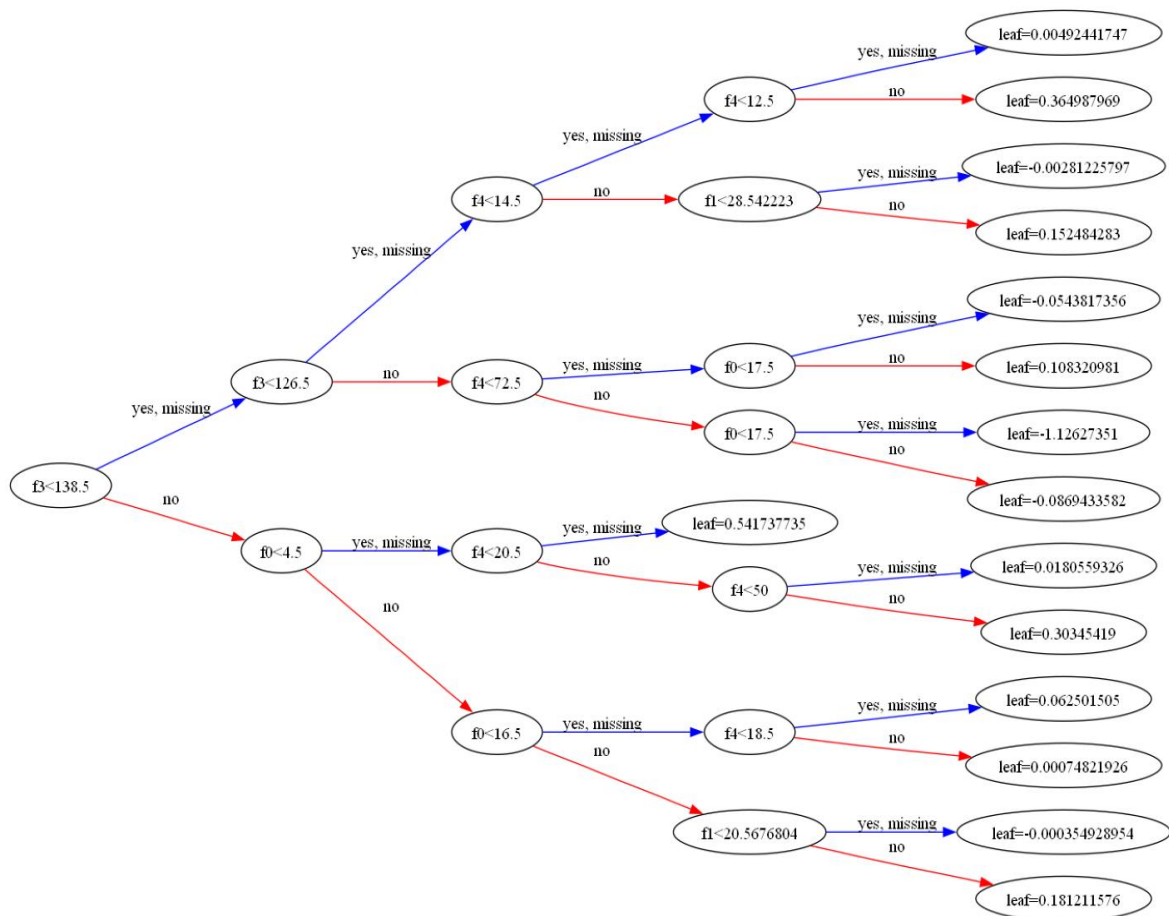 yes, missing
leaf=0.00492441747
f4<12.5
no
leaf=0.364987969
yes, missing
f4<14.5
no
f1<28.542223
yes, missing
leaf=-0.00281225797
no
leaf=0.152484283
yes, missing
f3<126.5
no
f4<72.5
yes, missing
f0<17.5
yes, missing
leaf=-0.0543817356
no
leaf=0.108320981
no
f0<17.5
yes, missing
leaf=-1.12627351
no
leaf=-0.0869433582
yes, missing
f3<138.5
no
f0<4.5
yes, missing
f4<20.5
yes, missing
leaf=0.541737735
no
f4<50
yes, missing
leaf=0.0180559326
no
leaf=0.30345419
no
f0<16.5
yes, missing
f4<18.5
yes, missing
leaf=0.062501505
no
leaf=0.00074821926
no
f1<20.5676804
yes, missing
leaf=-0.000354928954
no
leaf=0.181211576